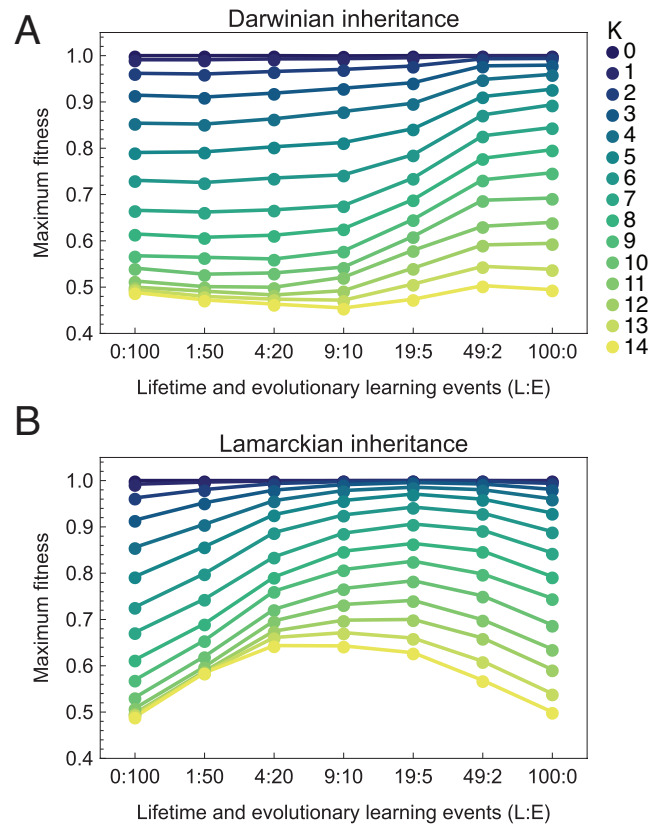 A
Darwinian inheritance
Maximum fitness
1.0
0.9
0.8
0.7
0.6
0.5
0.4
0:100 1:50 4:20 9:10 19:5 49:2 100:0
Lifetime and evolutionary learning events (L:E)
K
0
1
2
3
4
5
6
7
8
9
10
11
12
13
14
B
Lamarckian inheritance
Maximum fitness
1.0
0.9
0.8
0.7
0.6
0.5
0.4
0:100 1:50 4:20 9:10 19:5 49:2 100:0
Lifetime and evolutionary learning events (L:E)